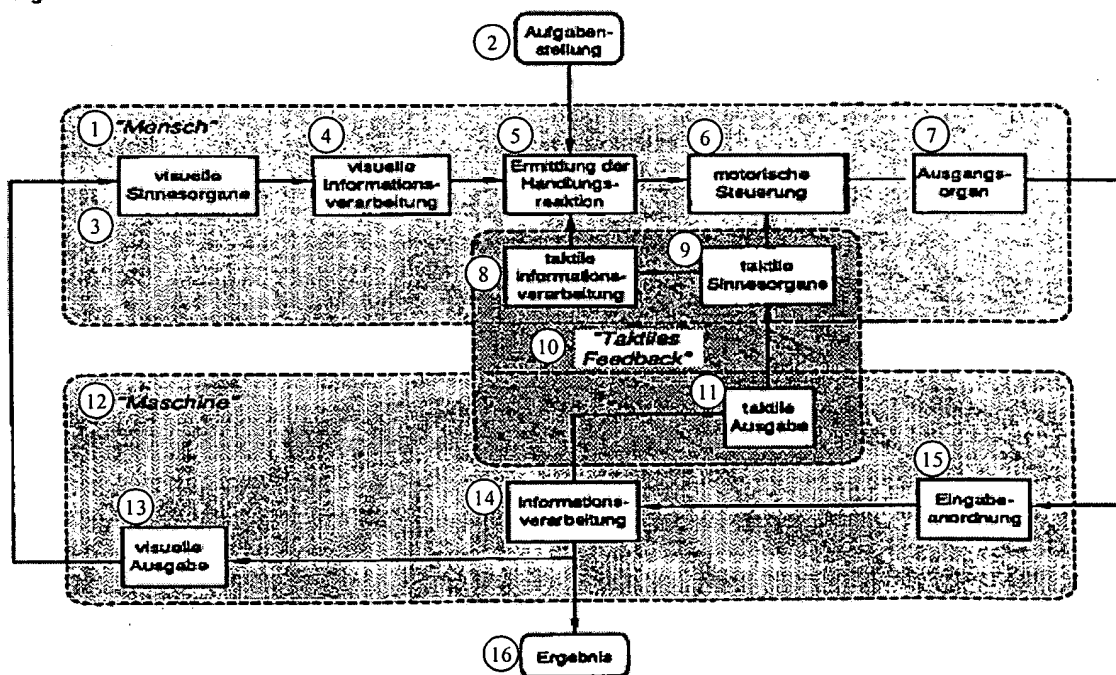 2
Aufgaben-
stellung
1
"Mensch"
4
5
6
7
visuelle
Sinnesorgane
visuelle
Informations-
verarbeitung
Ermittlung der
Handlungs-
reaktion
motorische
Steuerung
Ausgangs-
organ
3
8
taktile
Informations-
verarbeitung
9
taktile
Sinnesorgane
10
"Taktiles
Feedback"
12
"Maschine"
11
taktile
Ausgabe
15
Eingabe-
anordnung
14
Informations-
verarbeitung
13
visuelle
Ausgabe
16
Ergebnis